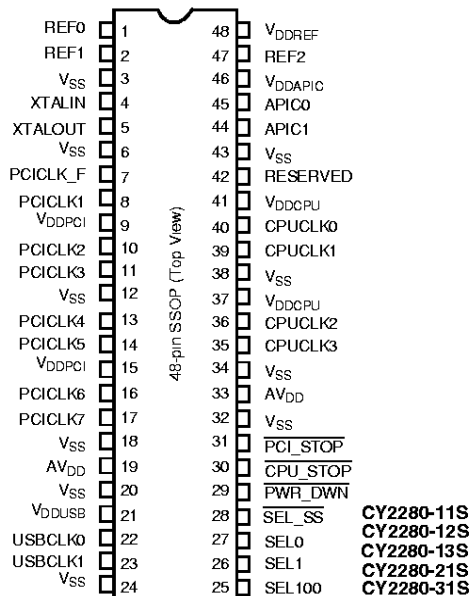 REF0 1 48 VDDREF
REF1 2 47 REF2
VSS 3 46 VDDAPIC
XTALIN 4 45 APIC0
XTALOUT 5 44 APIC1
VSS 6 43 VSS
PCICLK_F 7 42 RESERVED
PCICLK1 8 41 VDDCPU
VDDPCI 9 40 CPUCLK0
PCICLK2 10 39 CPUCLK1
PCICLK3 11 38 VSS
VSS 12 37 VDDCPU
PCICLK4 13 36 CPUCLK2
PCICLK5 14 35 CPUCLK3
VDDPCI 15 34 VSS
PCICLK6 16 33 AVDD
PCICLK7 17 32 VSS
VSS 18 31 PCI_STOP
AVDD 19 30 CPU_STOP
VSS 20 29 PWR_DWN
VDDUSB 21 28 SEL_SS
USBCLK0 22 27 SEL0
USBCLK1 23 26 SEL1
VSS 24 25 SEL100
48-pin SSOP (Top View)
CY2280-11S
CY2280-12S
CY2280-13S
CY2280-21S
CY2280-31S